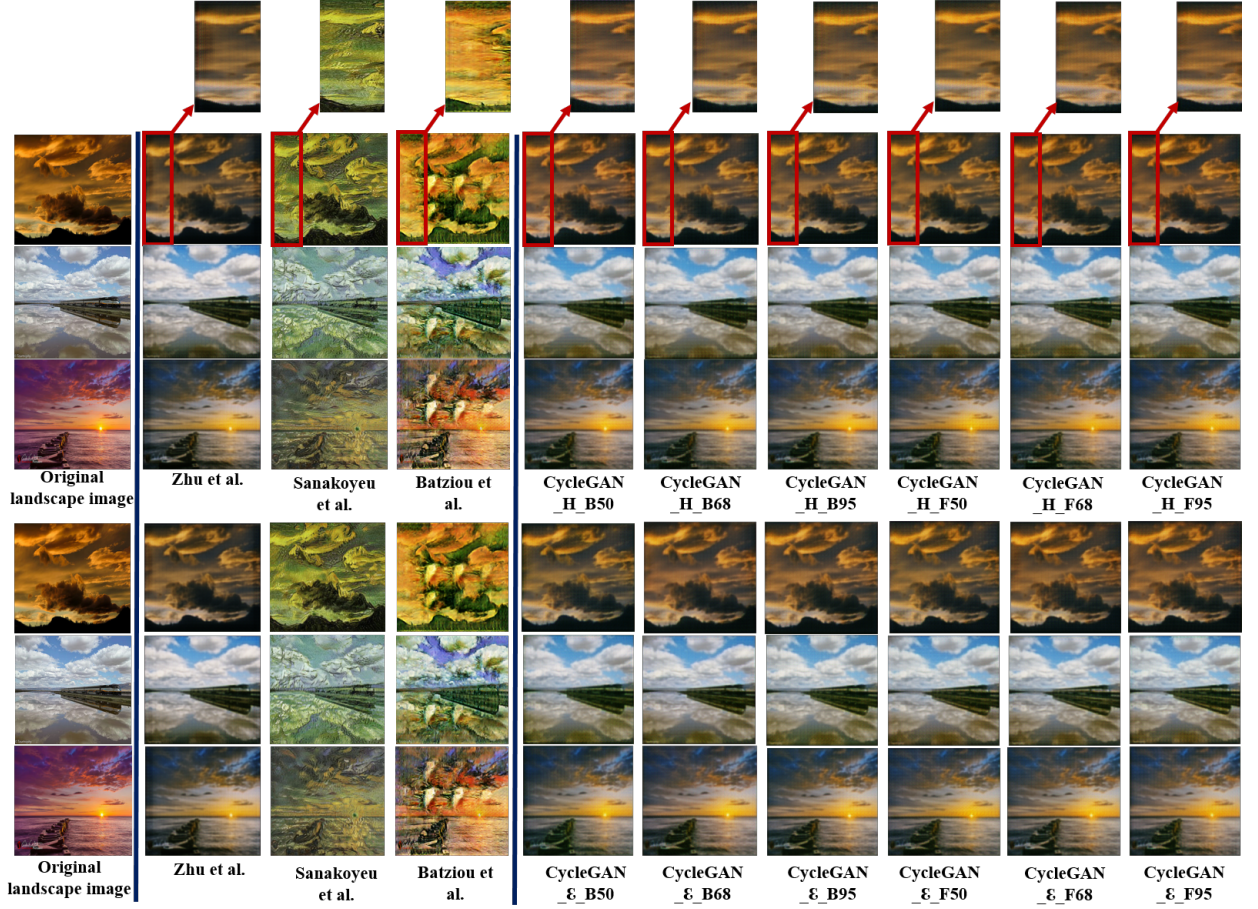 Original
landscape image
Zhu et al.
Sanakoyeu
et al.
Batziou et
al.
CycleGAN
_H_B50
CycleGAN
_H_B68
CycleGAN
_H_B95
CycleGAN
_H_F50
CycleGAN
_H_F68
CycleGAN
_H_F95
Original
landscape image
Zhu et al.
Sanakoyeu
et al.
Batziou et
al.
CycleGAN
_Ɛ_B50
CycleGAN
_Ɛ_B68
CycleGAN
_Ɛ_B95
CycleGAN
_Ɛ_F50
CycleGAN
_Ɛ_F68
CycleGAN
_Ɛ_F95